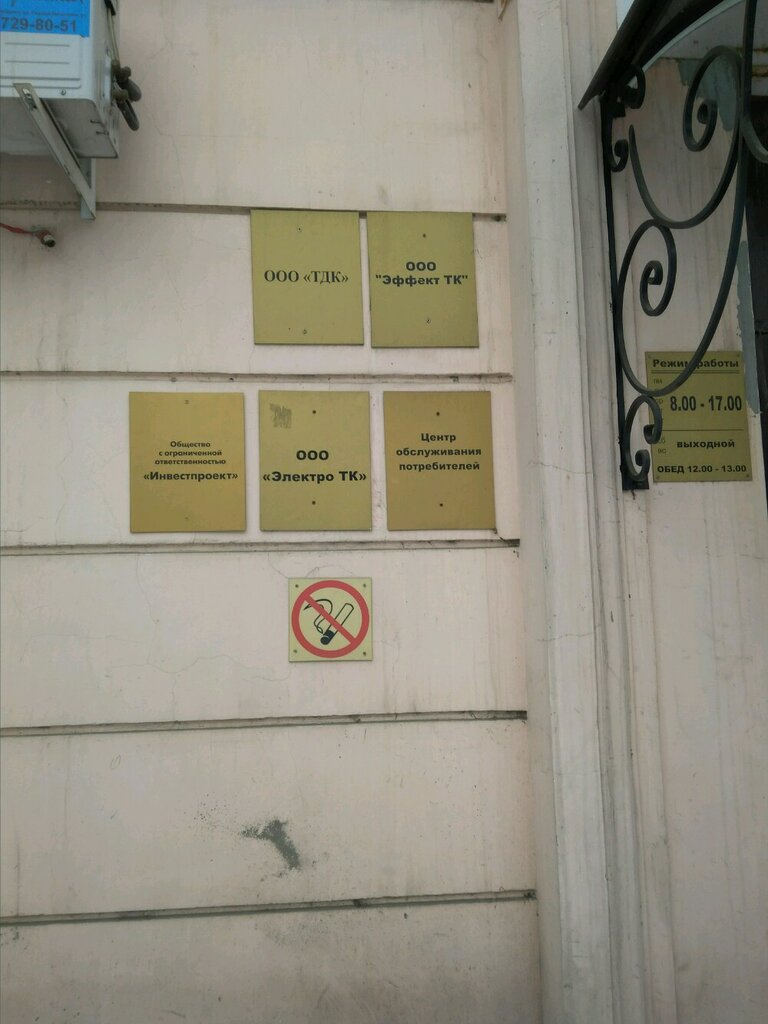 729-80-51
ООО «ТДК»
ООО
"Эффект ТК"
Общество
с ограниченной
ответственностью
«Инвестпроект»
ООО
«Электро ТК»
Центр
обслуживания
потребителей
Режим работы
8.00 - 17.00
ВС
выходной
ОБЕД 12.00 - 13.00